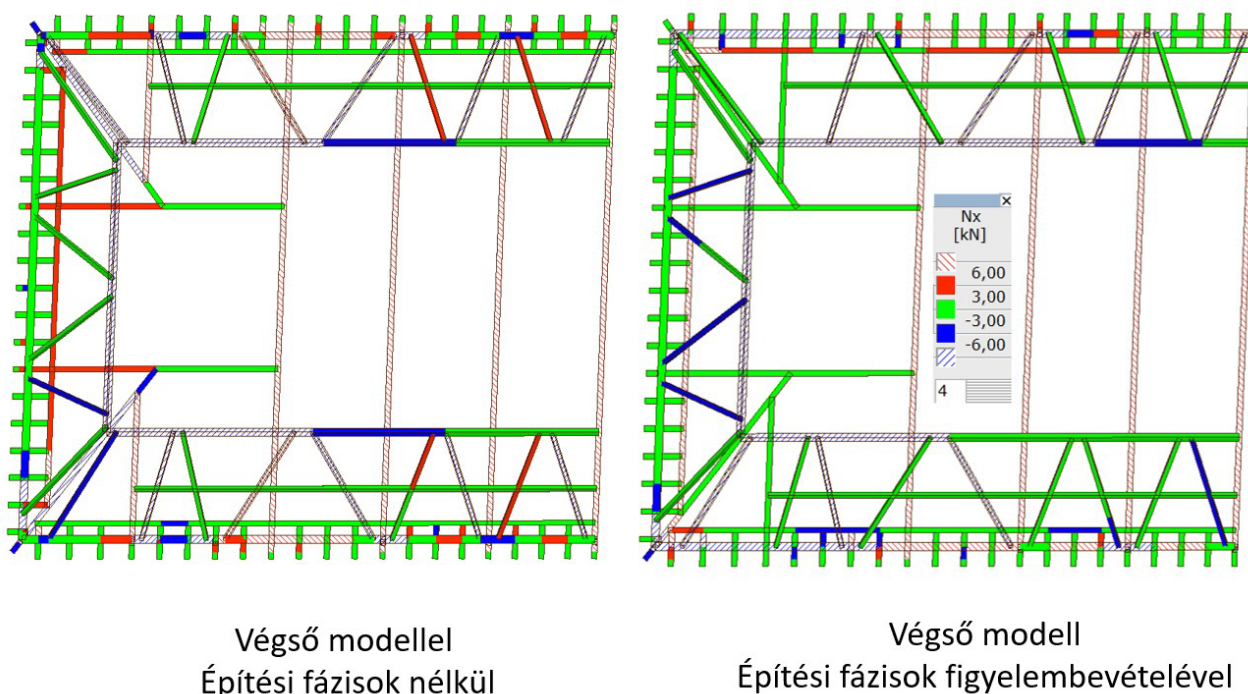 Nx
[kN]
6,00
3,00
-3,00
-6,00
4
Végső modellel
Építési fázisok nélkül
Végső modell
Építési fázisok figyelembevételével